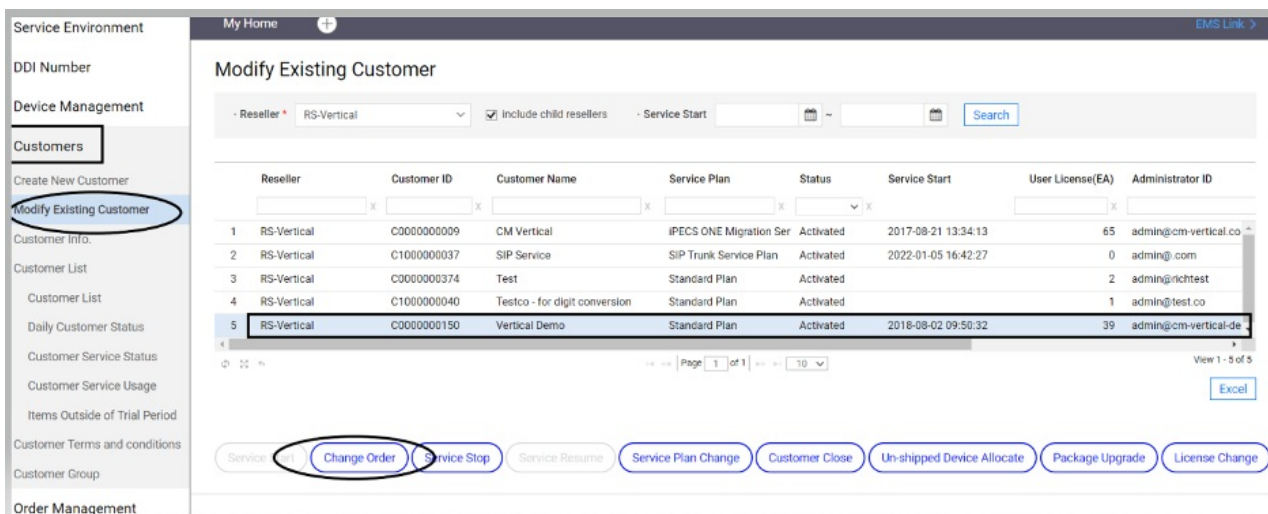 My Home
EMS Link >
Service Environment
DDI Number
Device Management
Customers
Create New Customer
Modify Existing Customer
Customer Info.
Customer List
Customer List
Daily Customer Status
Customer Service Status
Customer Service Usage
Items Outside of Trial Period
Customer Terms and conditions
Customer Group
Order Management
Modify Existing Customer
· Reseller * RS-Vertical Include child resellers · Service Start ~ Search
Reseller Customer ID Customer Name Service Plan Status Service Start User License(EA) Administrator ID
X X X X X X
1 RS-Vertical C0000000009 CM Vertical iPECS ONE Migration Ser Activated 2017-08-21 13:34:13 65 admin@cm-vertical.co
2 RS-Vertical C1000000037 SIP Service SIP Trunk Service Plan Activated 2022-01-05 16:42:27 0 admin@.com
3 RS-Vertical C0000000374 Test Standard Plan Activated 2 admin@richtest
4 RS-Vertical C1000000040 Testco - for digit conversion Standard Plan Activated 1 admin@test.co
5 RS-Vertical C0000000150 Vertical Demo Standard Plan Activated 2018-08-02 09:50:32 39 admin@cm-vertical-de
Page 1 of 1 10 View 1 - 5 of 5
Excel
Service Start Change Order Service Stop Service Resume Service Plan Change Customer Close Un-shipped Device Allocate Package Upgrade License Change